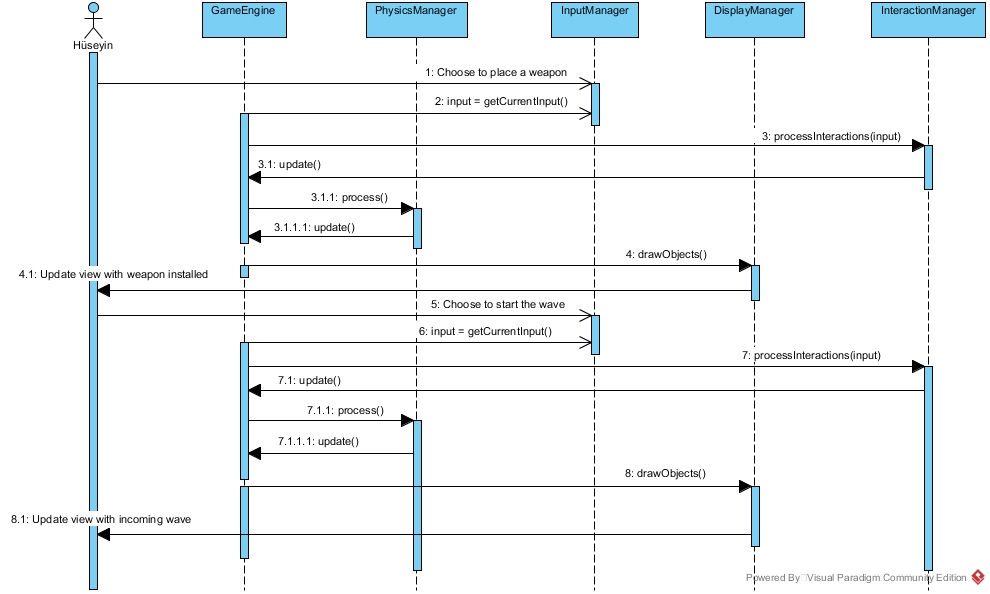 GameEngine
PhysicsManager
InputManager
DisplayManager
InteractionManager
Hüseyin
1: Choose to place a weapon
2: input = getCurrentInput()
3: processInteractions(input)
3.1: update()
3.1.1: process()
3.1.1.1: update()
4: drawObjects()
4.1: Update view with weapon installed
5: Choose to start the wave
6: input = getCurrentInput()
7: processInteractions(input)
7.1: update()
7.1.1: process()
7.1.1.1: update()
8: drawObjects()
8.1: Update view with incoming wave
Powered By Visual Paradigm Community Edition